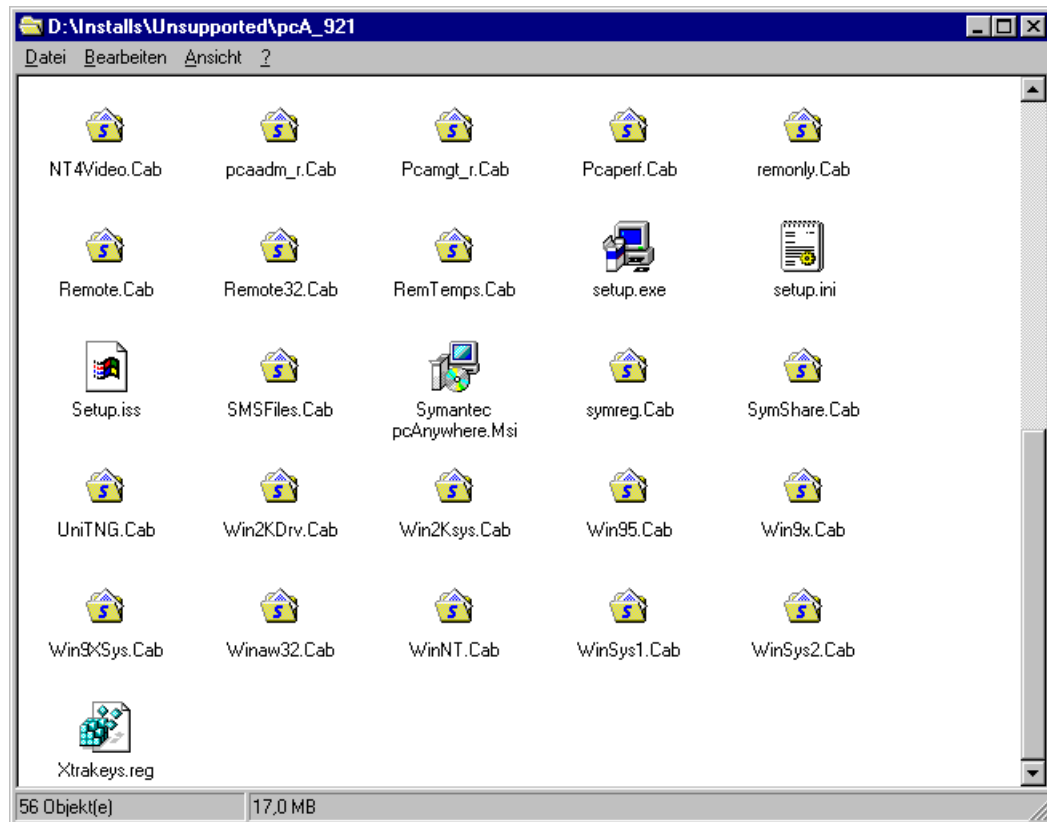 D:\Installs\Unsupported\pcA_921
Datei Bearbeiten Ansicht ?
NT4Video.Cab pcaadm_r.Cab Pcamgt_r.Cab Pcaperf.Cab remonly.Cab
Remote.Cab Remote32.Cab RemTemps.Cab setup.exe setup.ini
Setup.iss SMSFiles.Cab Symantec pcAnywhere.Msi symreg.Cab SymShare.Cab
UniTNG.Cab Win2KDrv.Cab Win2Ksys.Cab Win95.Cab Win9x.Cab
Win9XSys.Cab Winaw32.Cab WinNT.Cab WinSys1.Cab WinSys2.Cab
Xtrakeys.reg
56 Objekt(e) 17,0 MB